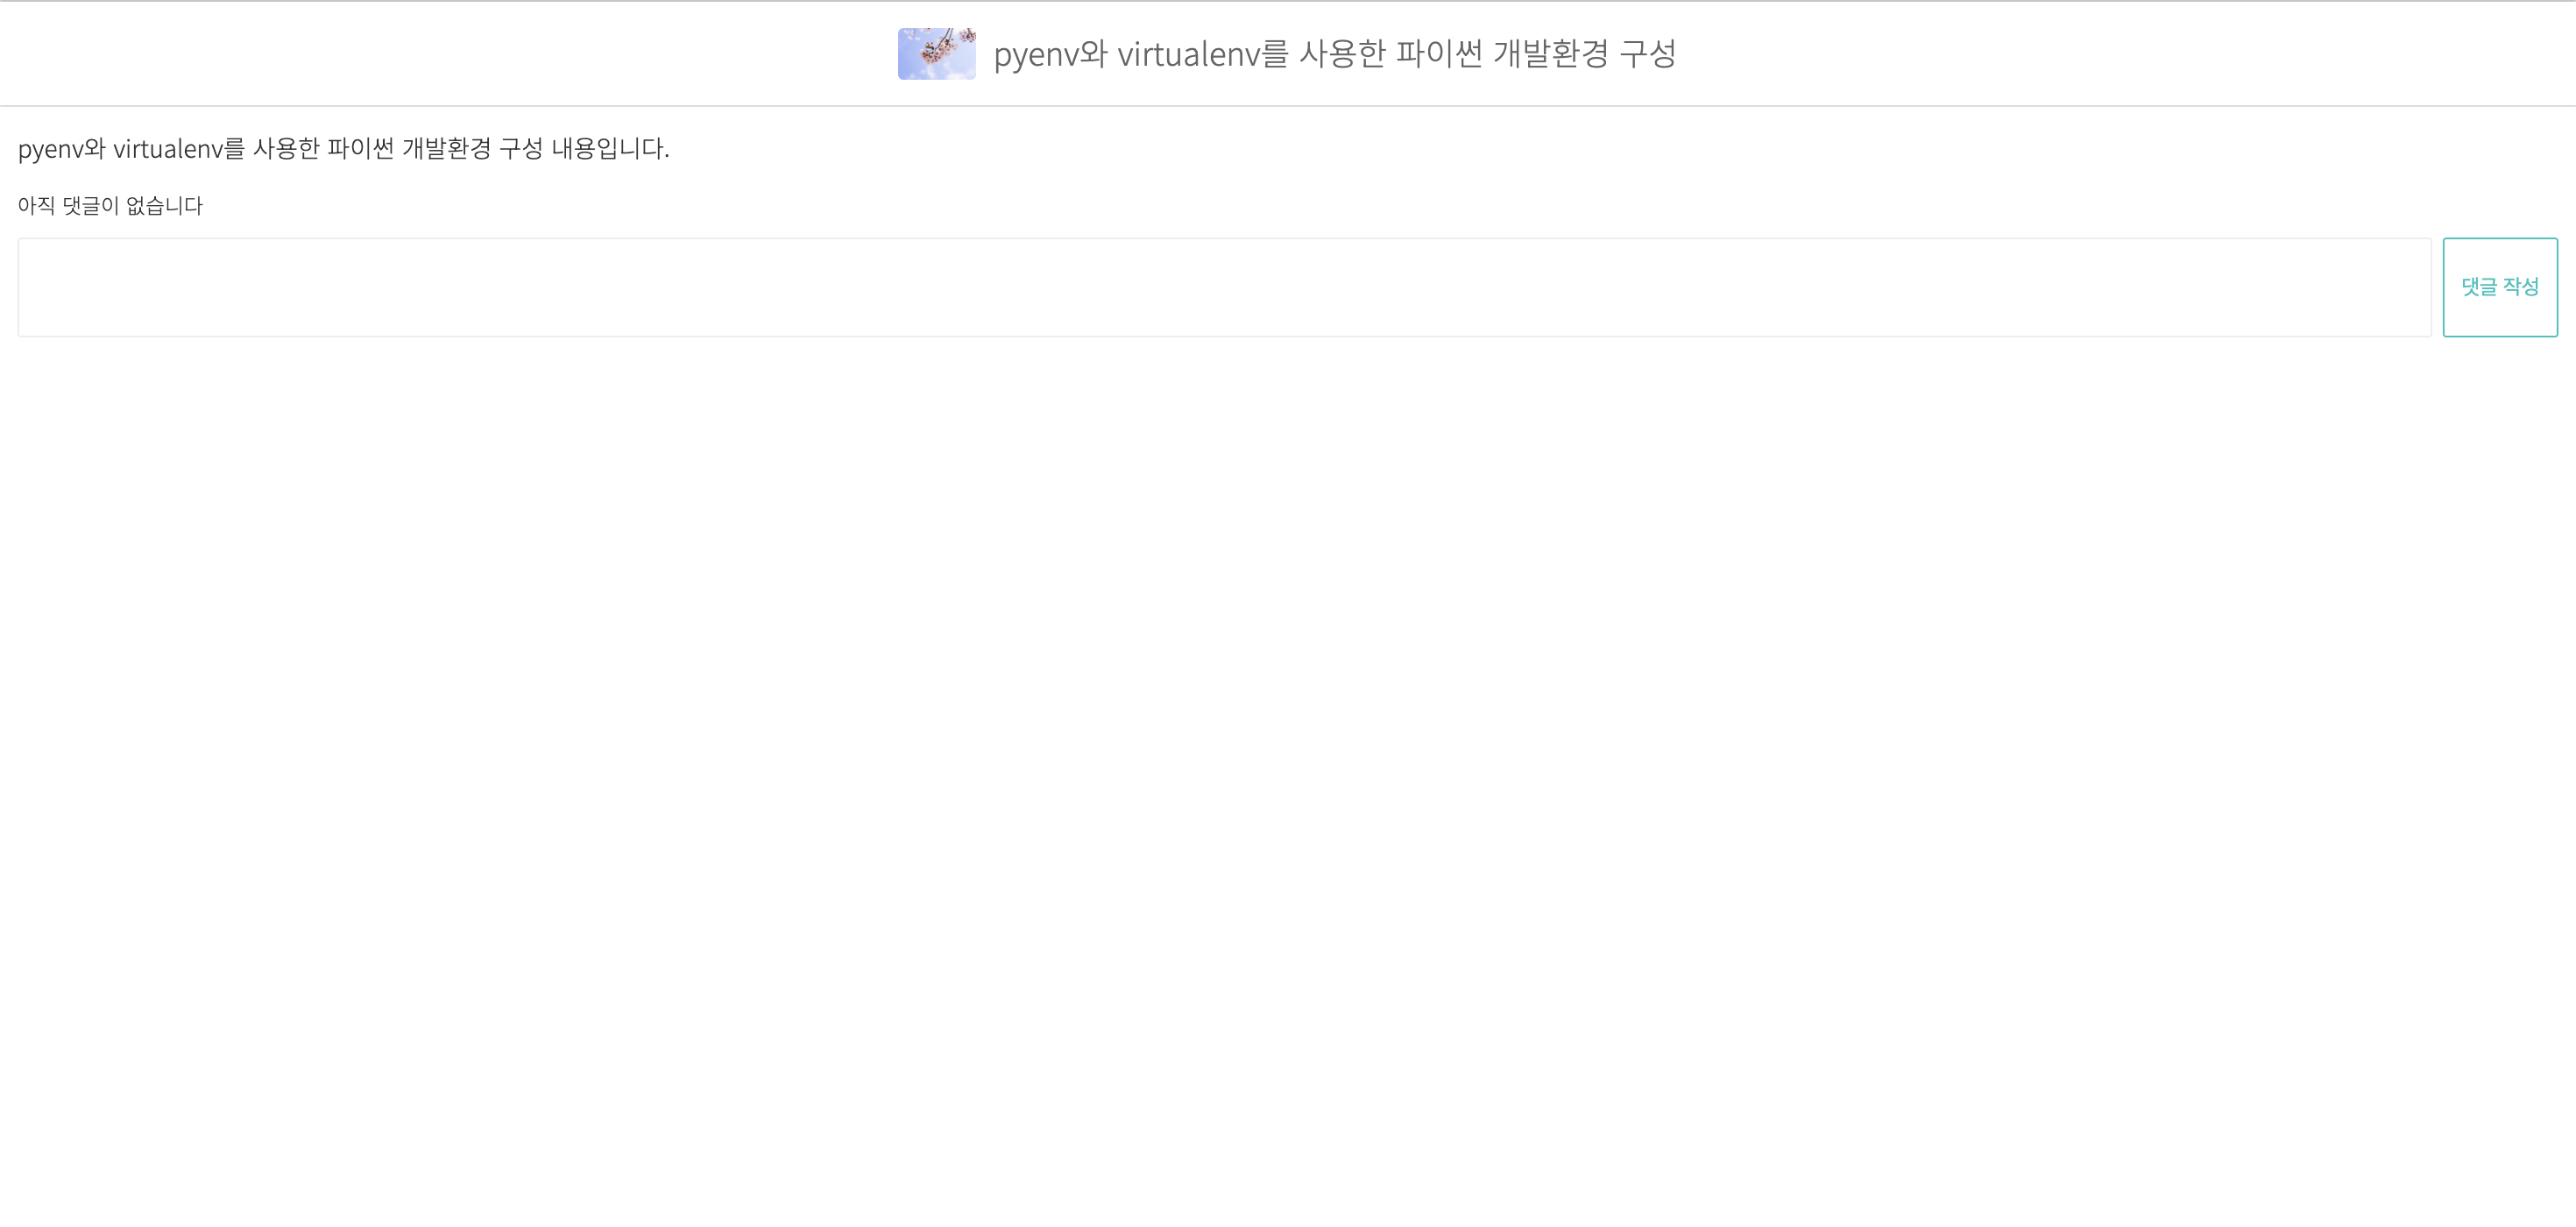 pyenv와 virtualenv를 사용한 파이썬 개발환경 구성
pyenv와 virtualenv를 사용한 파이썬 개발환경 구성 내용입니다.
아직 댓글이 없습니다
댓글 작성